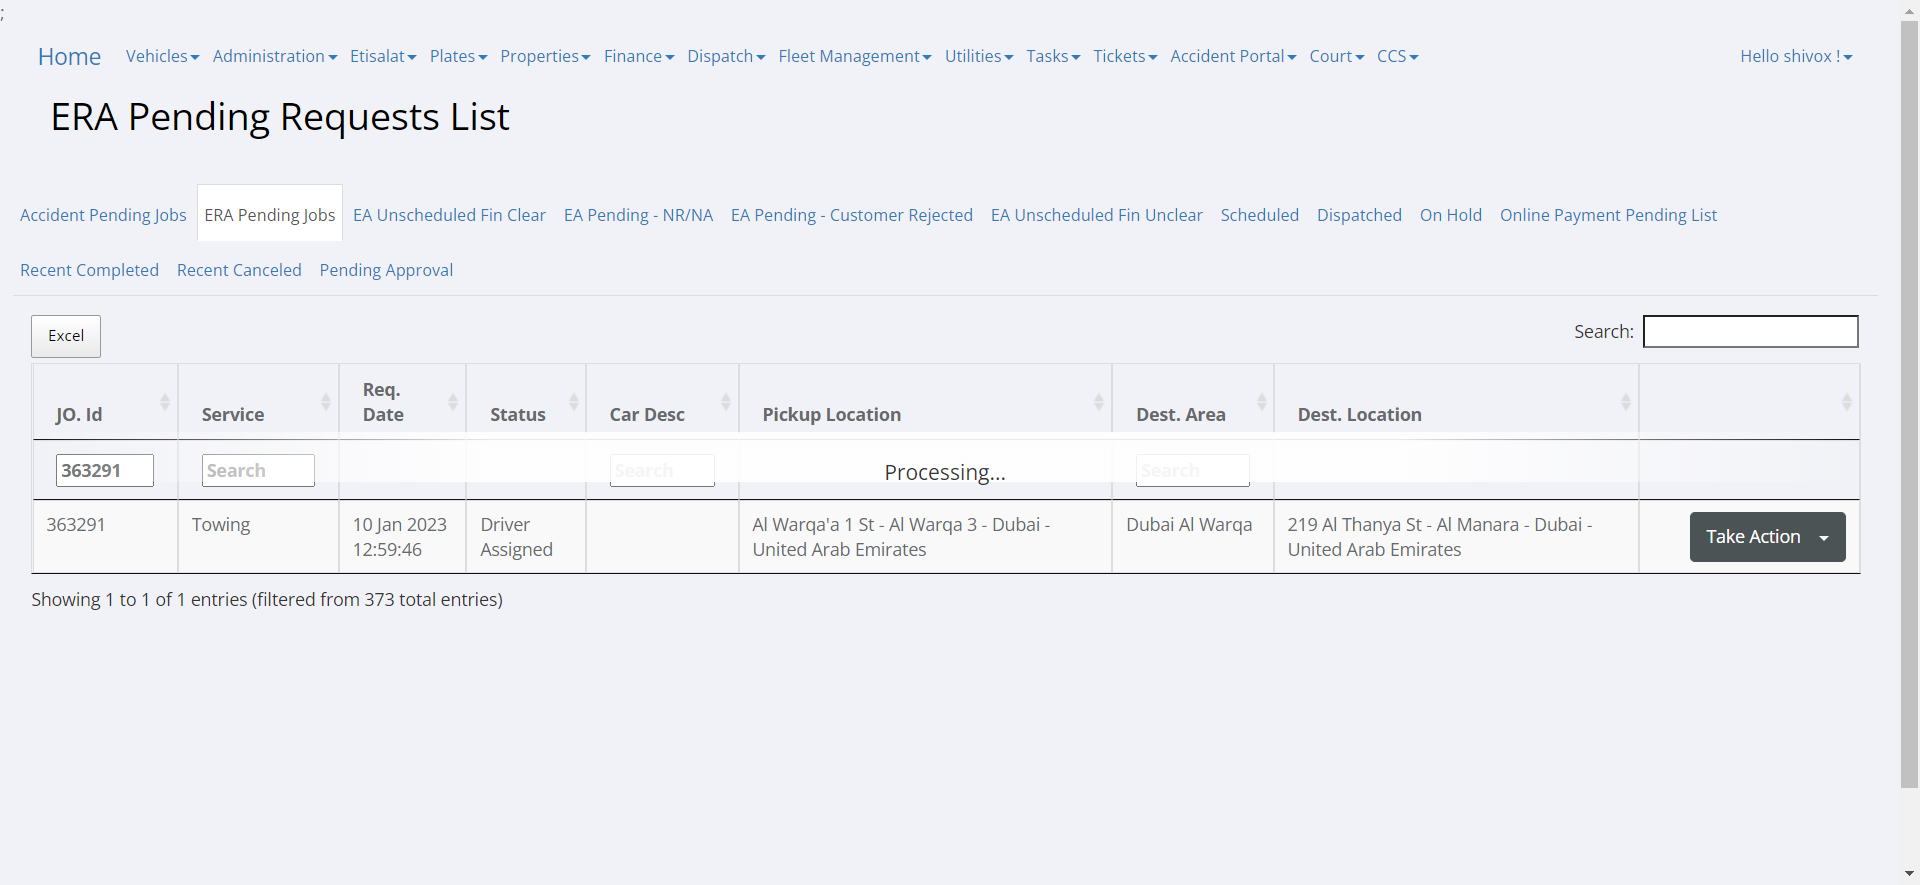 ;
Home Vehicles Administration Etisalat Plates Properties Finance Dispatch Fleet Management Utilities Tasks Tickets Accident Portal Court CCS Hello shivox !
ERA Pending Requests List
Accident Pending Jobs ERA Pending Jobs EA Unscheduled Fin Clear EA Pending - NR/NA EA Pending - Customer Rejected EA Unscheduled Fin Unclear Scheduled Dispatched On Hold Online Payment Pending List
Recent Completed Recent Canceled Pending Approval
Excel Search:
Req.
JO. Id Service Date Status Car Desc Pickup Location Dest. Area Dest. Location
363291 Search Search Processing... Search
363291 Towing 10 Jan 2023 Driver Al Warqa'a 1 St - Al Warqa 3 - Dubai - Dubai Al Warqa 219 Al Thanya St - Al Manara - Dubai - Take Action
12:59:46 Assigned United Arab Emirates United Arab Emirates
Showing 1 to 1 of 1 entries (filtered from 373 total entries)